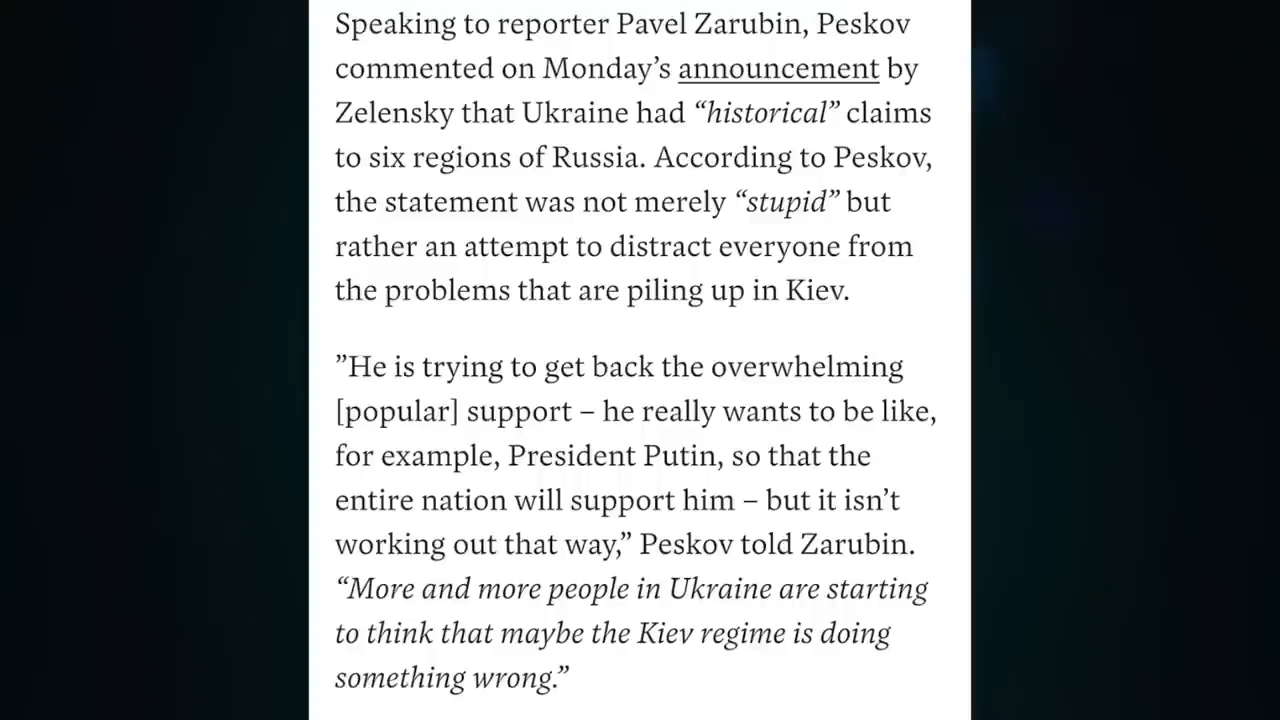 Speaking to reporter Pavel Zarubin, Peskov
commented on Monday’s announcement by
Zelensky that Ukraine had “historical” claims
to six regions of Russia. According to Peskov,
the statement was not merely “stupid” but
rather an attempt to distract everyone from
the problems that are piling up in Kiev.
”He is trying to get back the overwhelming
[popular] support – he really wants to be like,
for example, President Putin, so that the
entire nation will support him – but it isn’t
working out that way,” Peskov told Zarubin.
“More and more people in Ukraine are starting
to think that maybe the Kiev regime is doing
something wrong.”